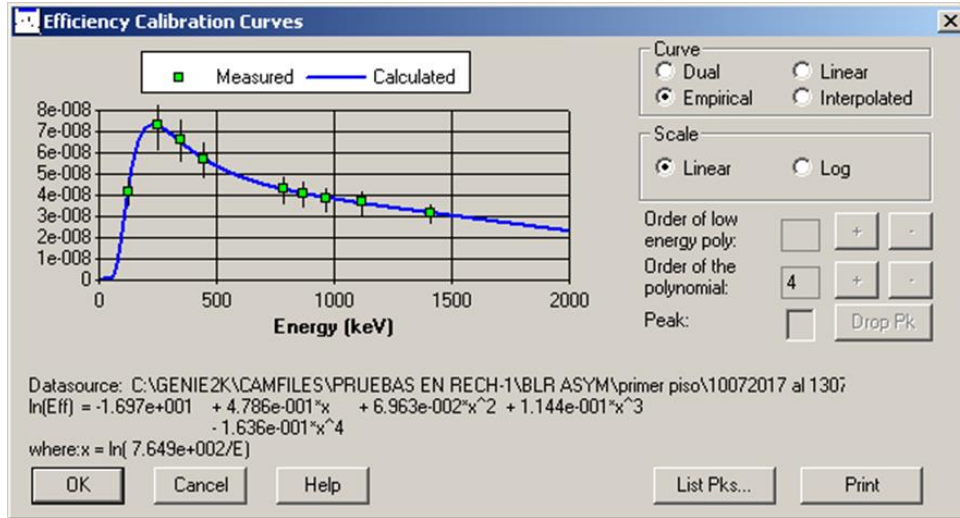 Efficiency Calibration Curves
Measured
Calculated
8e-008
7e-008
6e-008
5e-008
4e-008
3e-008
2e-008
1e-008
0
0 500 1000 1500 2000
Energy (keV)
Curve
Dual Linear
Empirical Interpolated
Scale
Linear Log
Order of low
energy poly: + -
Order of the
polynomial: 4 + -
Peak: Drop Pk
Datasource: C:\GENIE2K\CAMFILES\PRUEBAS EN RECH-1\BLR ASYM\primer piso\10072017 al 1307
ln(Eff) = -1.697e+001 + 4.786e-001*x + 6.963e-002*x^2 + 1.144e-001*x^3
- 1.636e-001*x^4
where:x = ln( 7.649e+002/E)
OK Cancel Help List Pks... Print